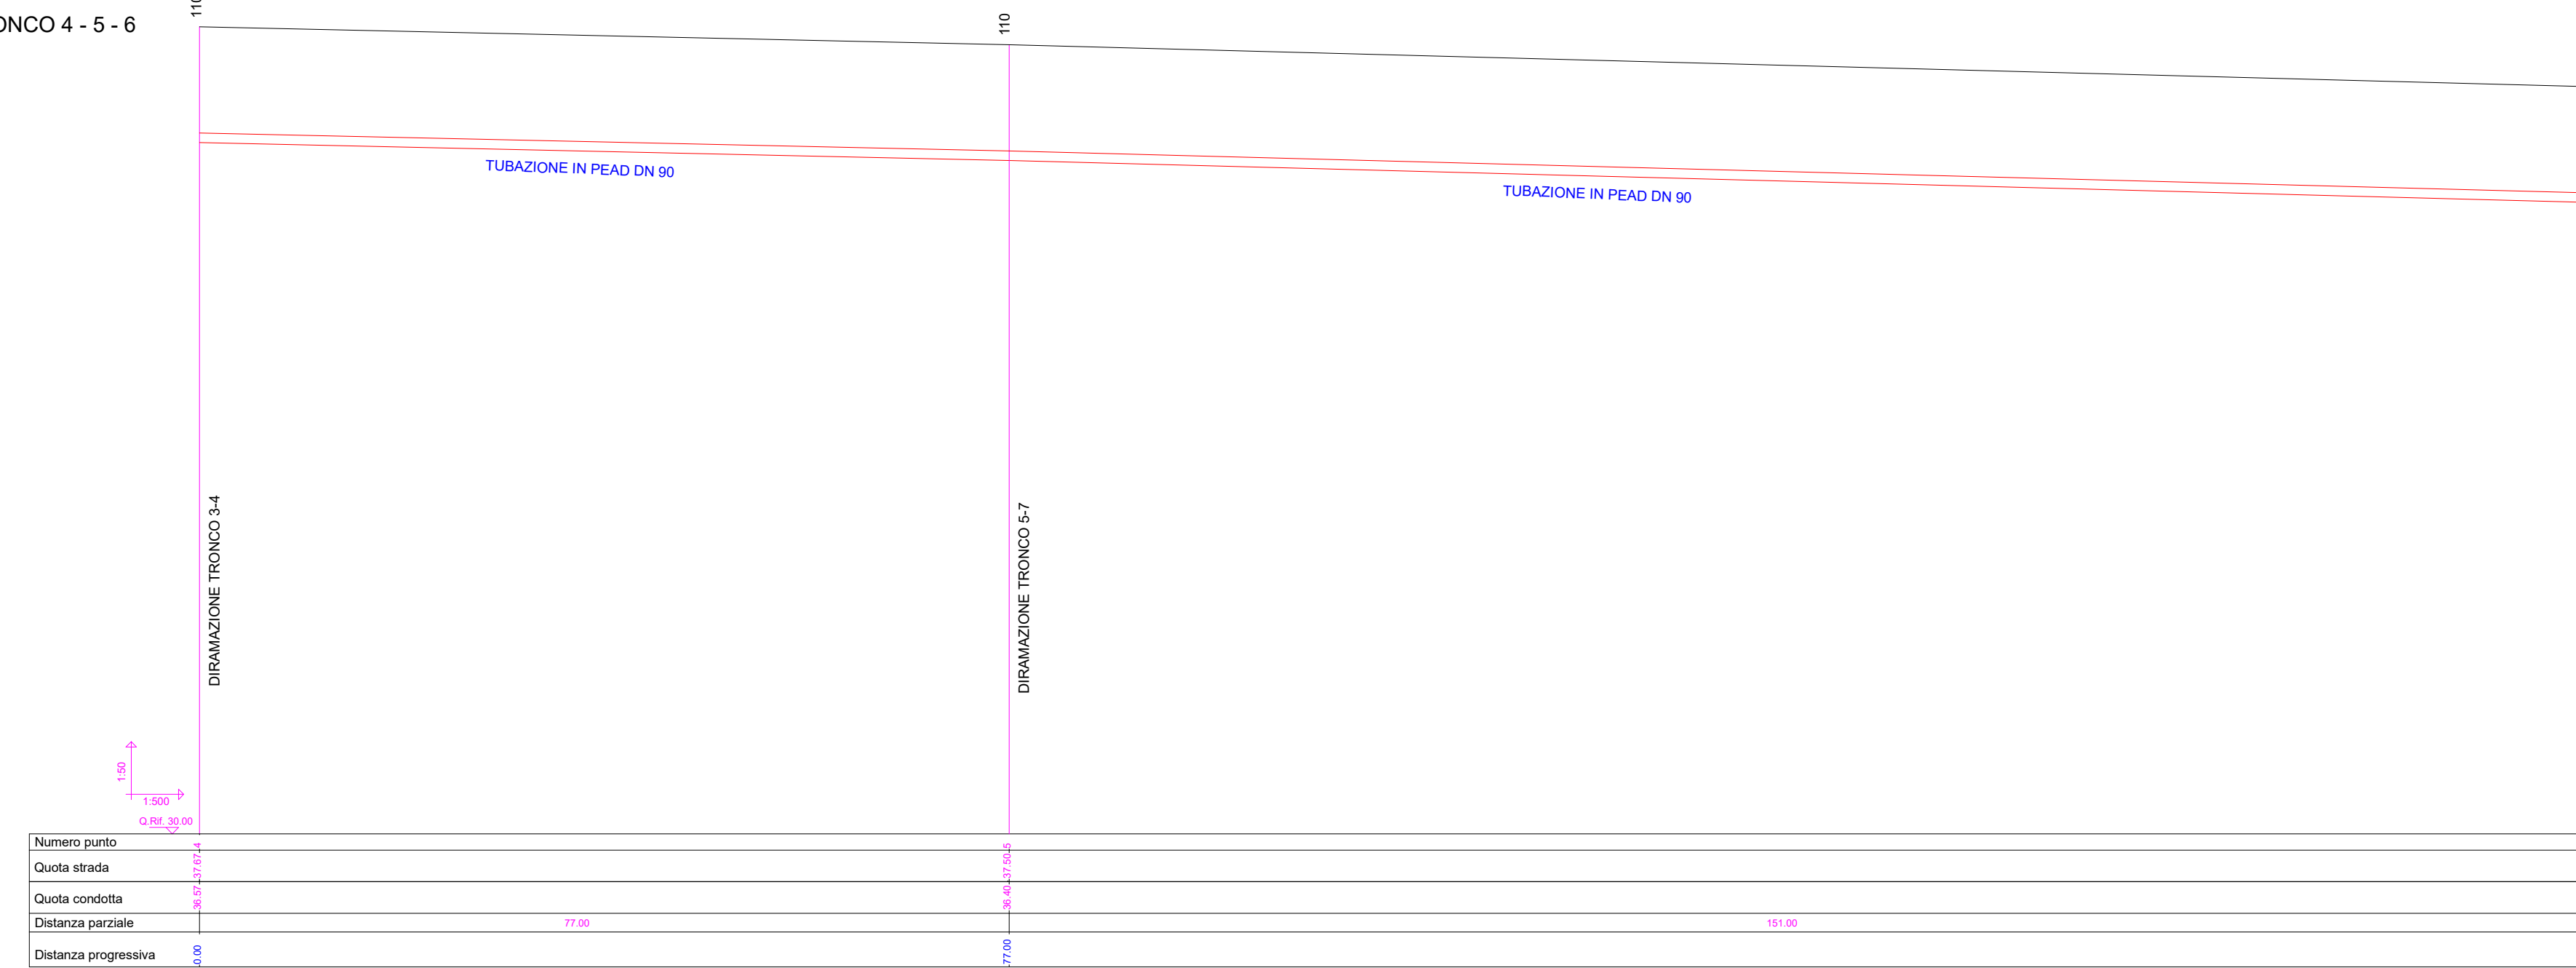 ONCO 4 - 5 - 6
110
110
TUBAZIONE IN PEAD DN 90
TUBAZIONE IN PEAD DN 90
DIRAMAZIONE TRONCO 3-4
DIRAMAZIONE TRONCO 5-7
1:50
1:500
Q.Rif. 30.00
Numero punto 4 5
Quota strada 37.67 37.50
Quota condotta 36.57 36.40
Distanza parziale 77.00 151.00
Distanza progressiva 0.00 77.00